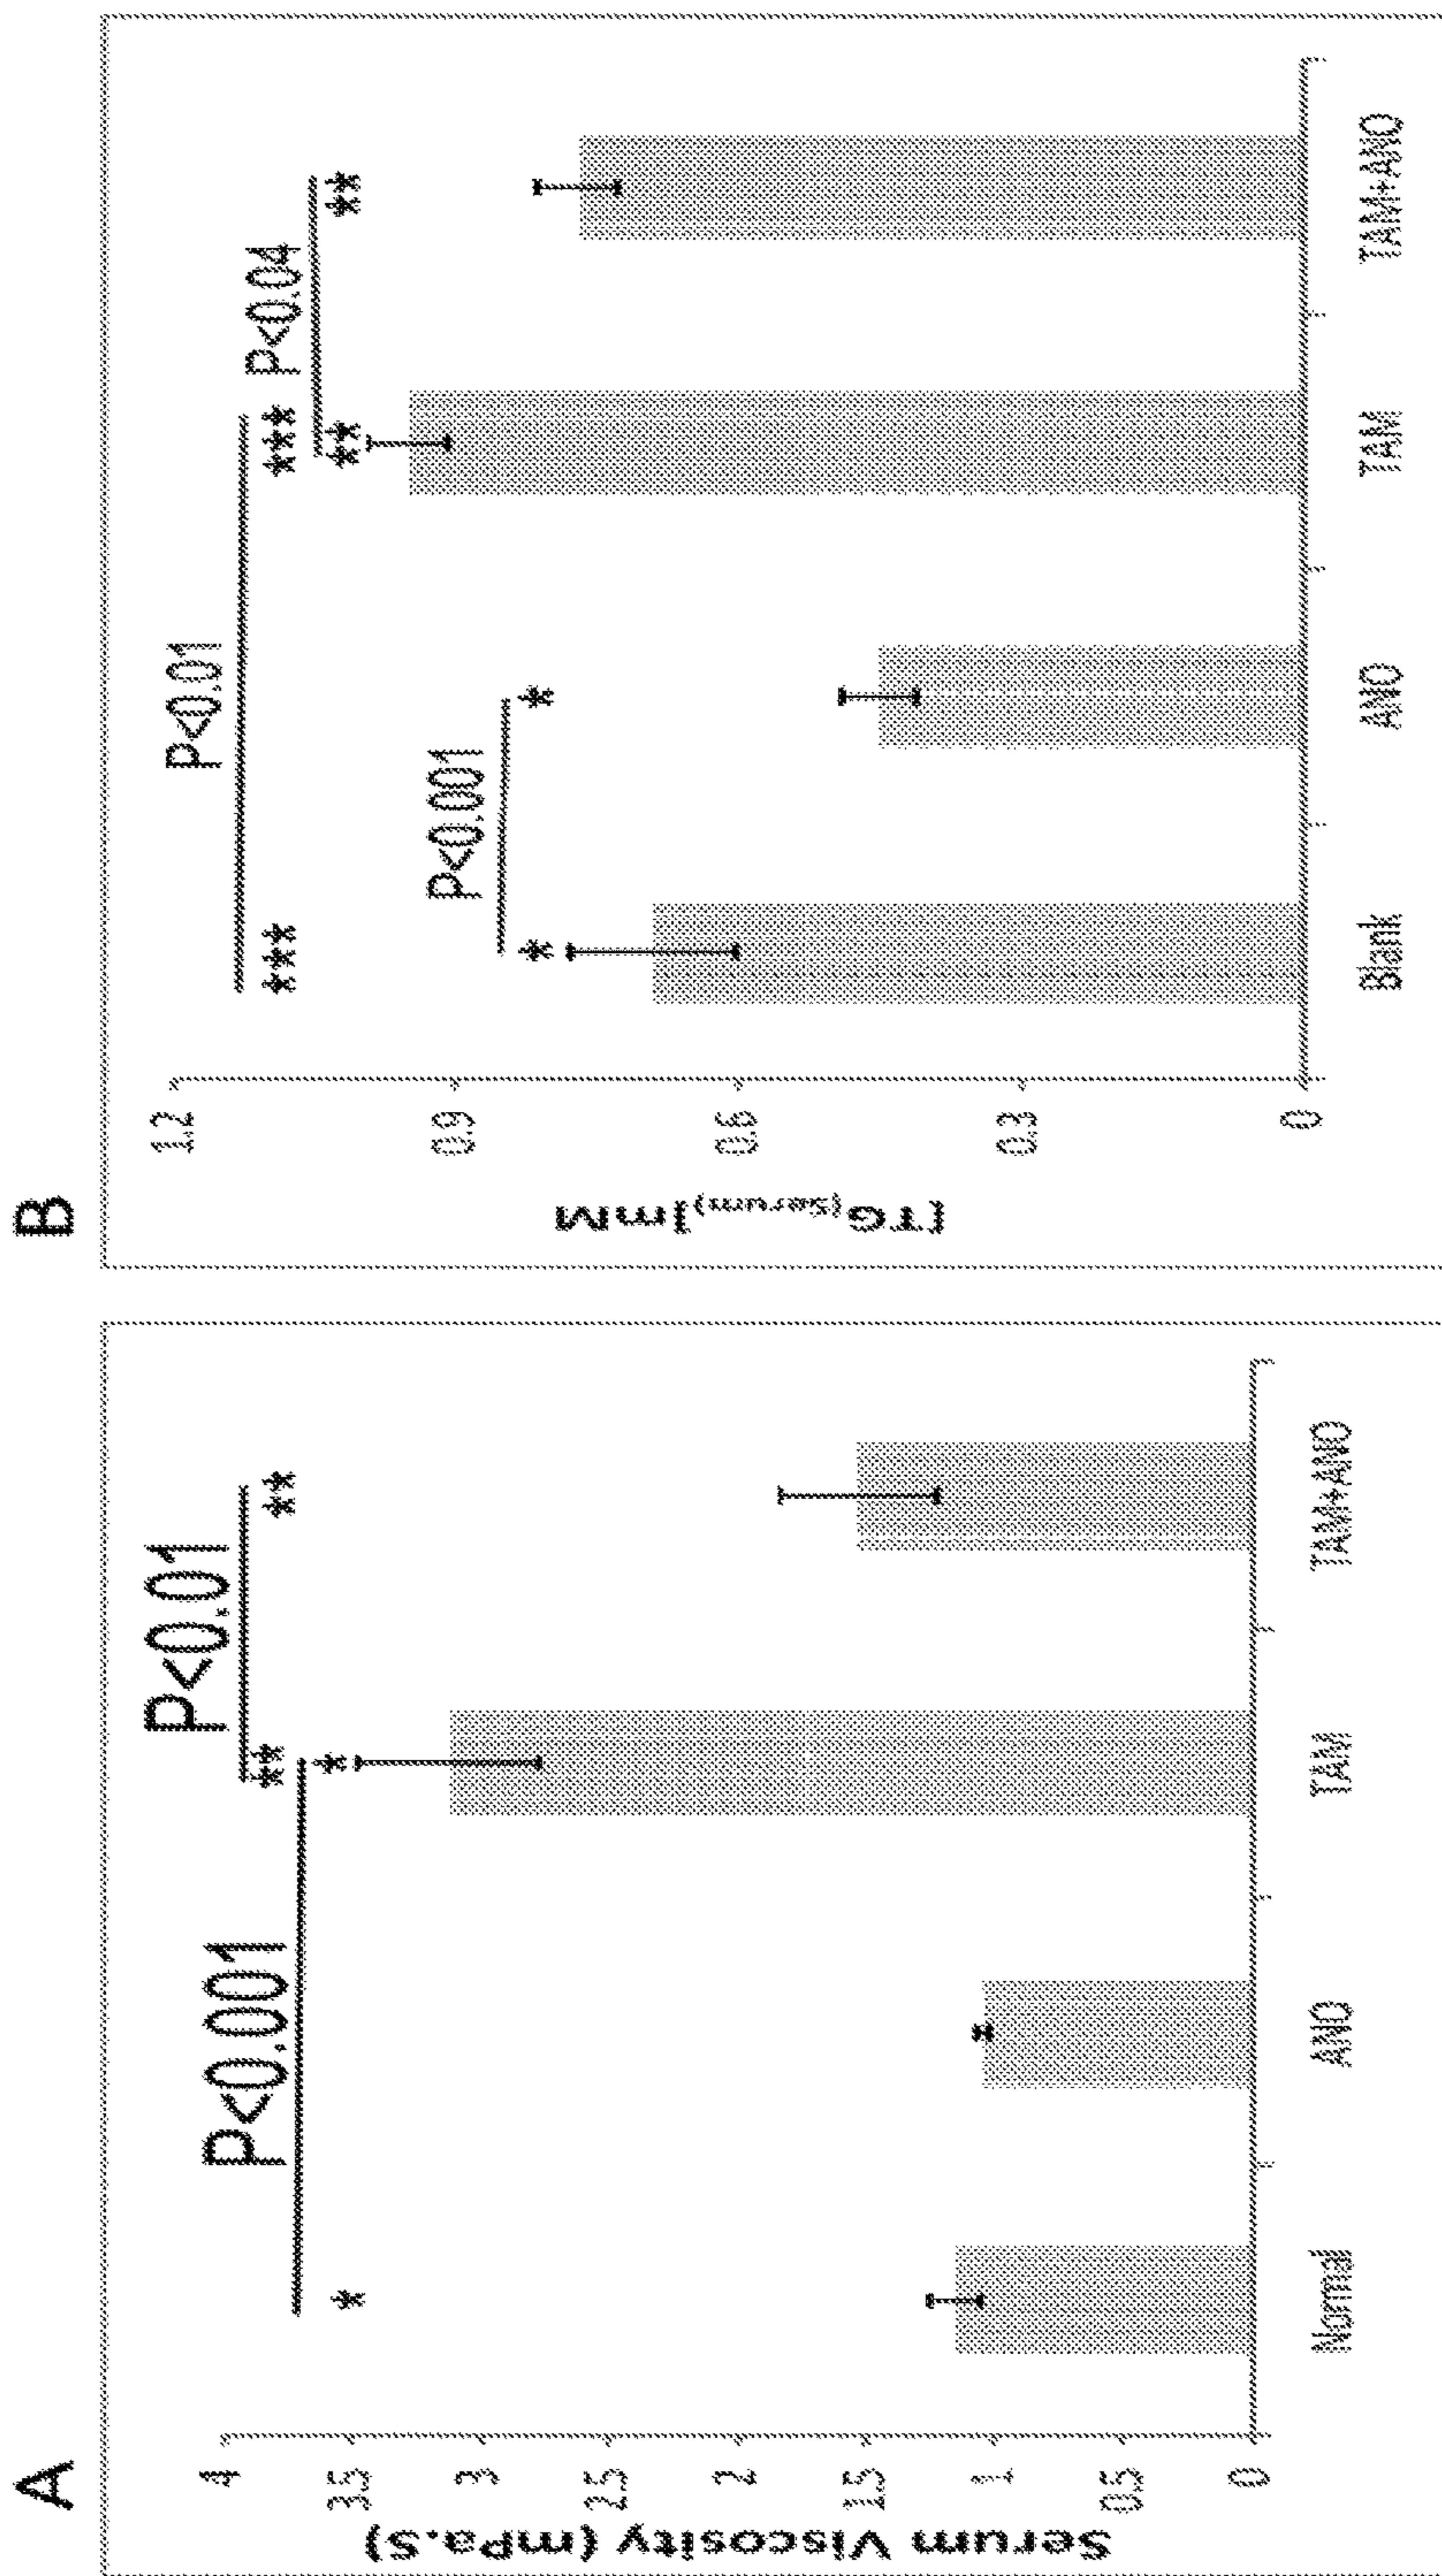 A
Serum Viscosity (mPa.S)
4
3.5
3
2.5
2
1.5
1
0.5
0
P<0.001
P<0.01
*
**
*
**
Normal
ANO
TAM
TAM+ANO
B
[TG(Serum)]mM
1.2
0.9
0.6
0.3
0
P<0.01
P<0.04
P<0.001
***
***
**
**
*
*
Blank
ANO
TAM
TAM+ANO